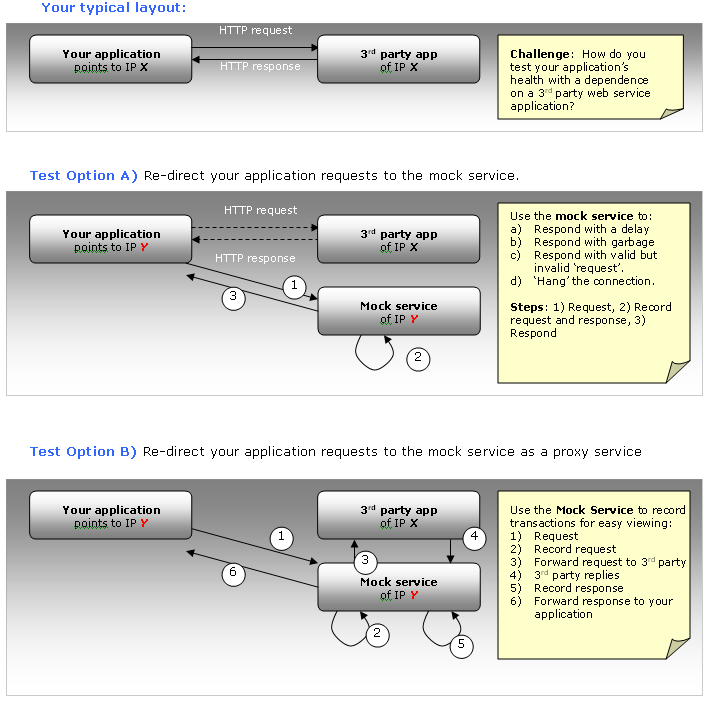 Your typical layout:
HTTP request
Your application
points to IP X
3rd party app
of IP X
HTTP response
Challenge: How do you
test your application's
health with a dependence
on a 3rd party web service
application?
Test Option A) Re-direct your application requests to the mock service.
HTTP request
Your application
points to IP Y
3rd party app
of IP X
HTTP response
1
3
Mock service
of IP Y
2
Use the mock service to:
a) Respond with a delay
b) Respond with garbage
c) Respond with valid but
invalid ‘request’.
d) ‘Hang’ the connection.
Steps: 1) Request, 2) Record
request and response, 3)
Respond
Test Option B) Re-direct your application requests to the mock service as a proxy service
Your application
points to IP Y
3rd party app
of IP X
1
4
3
6
Mock service
of IP Y
2
5
Use the Mock Service to record
transactions for easy viewing:
1) Request
2) Record request
3) Forward request to 3rd party
4) 3rd party replies
5) Record response
6) Forward response to your
application